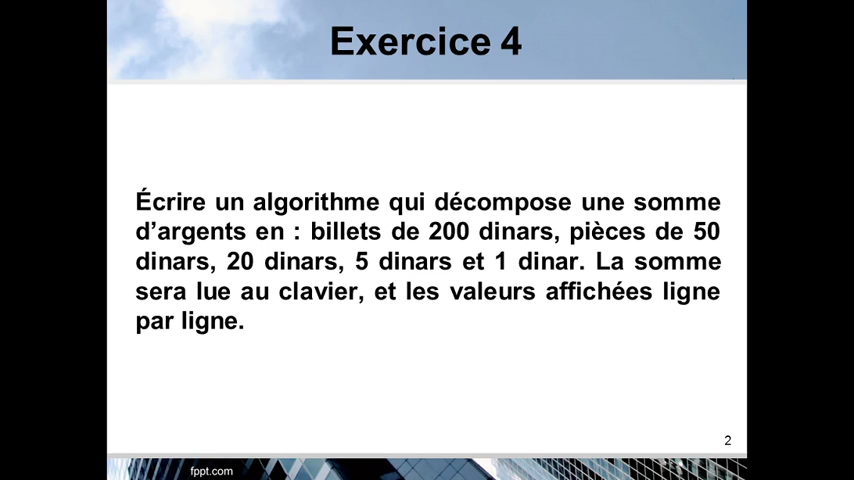 Exercice 4
Écrire un algorithme qui décompose une somme
d’argents en : billets de 200 dinars, pièces de 50
dinars, 20 dinars, 5 dinars et 1 dinar. La somme
sera lue au clavier, et les valeurs affichées ligne
par ligne.
2
fppt.com